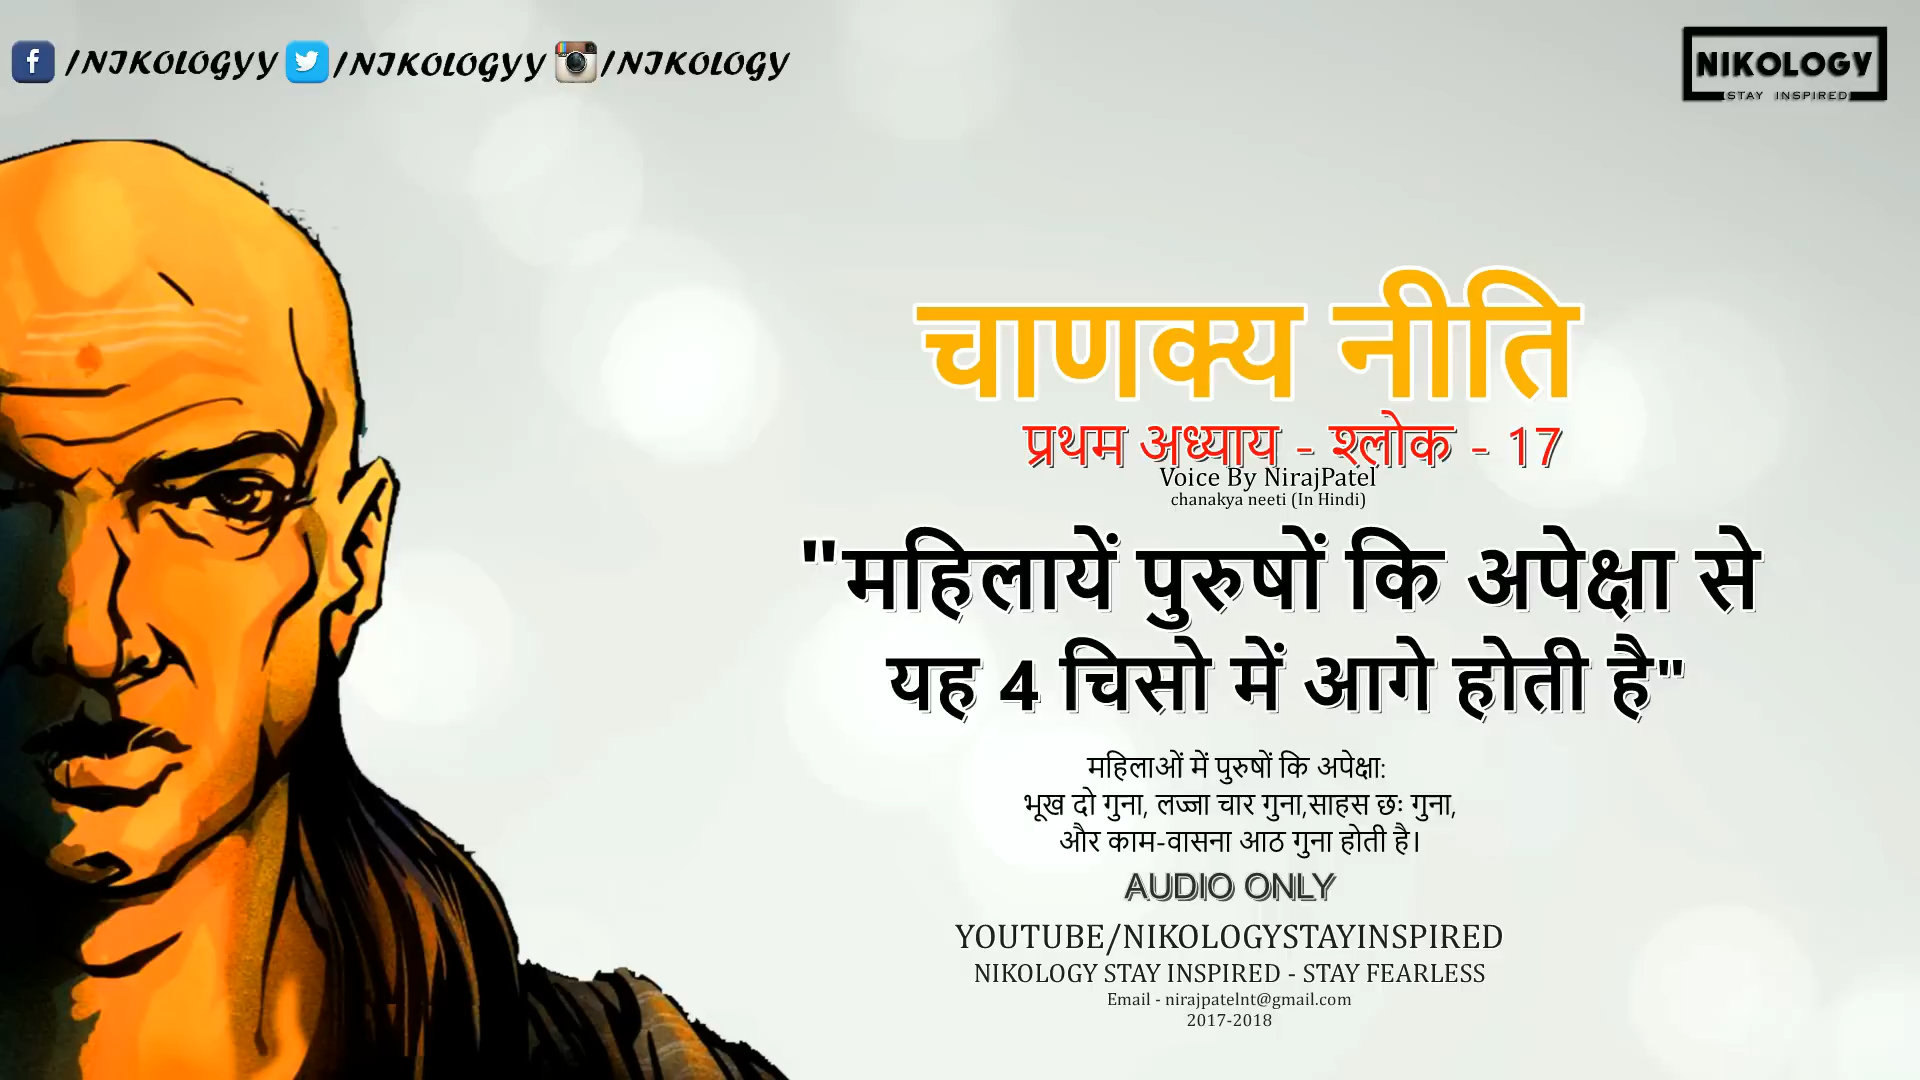 /NIKOLOGYY /NIKOLOGYY /NIKOLOGY
NIKOLOGY
STAY INSPIRED
चाणक्य नीति
प्रथम अध्याय - श्लोक - 17
Voice By NirajPatel
chanakya neeti (In Hindi)
"महिलायें पुरुषों कि अपेक्षा से
यह 4 चिसो में आगे होती है"
महिलाओं में पुरुषों कि अपेक्षा:
भूख दो गुना, लज्जा चार गुना,साहस छः गुना,
और काम-वासना आठ गुना होती है।
AUDIO ONLY
YOUTUBE/NIKOLOGYSTAYINSPIRED
NIKOLOGY STAY INSPIRED - STAY FEARLESS
Email - nirajpatelnt@gmail.com
2017-2018